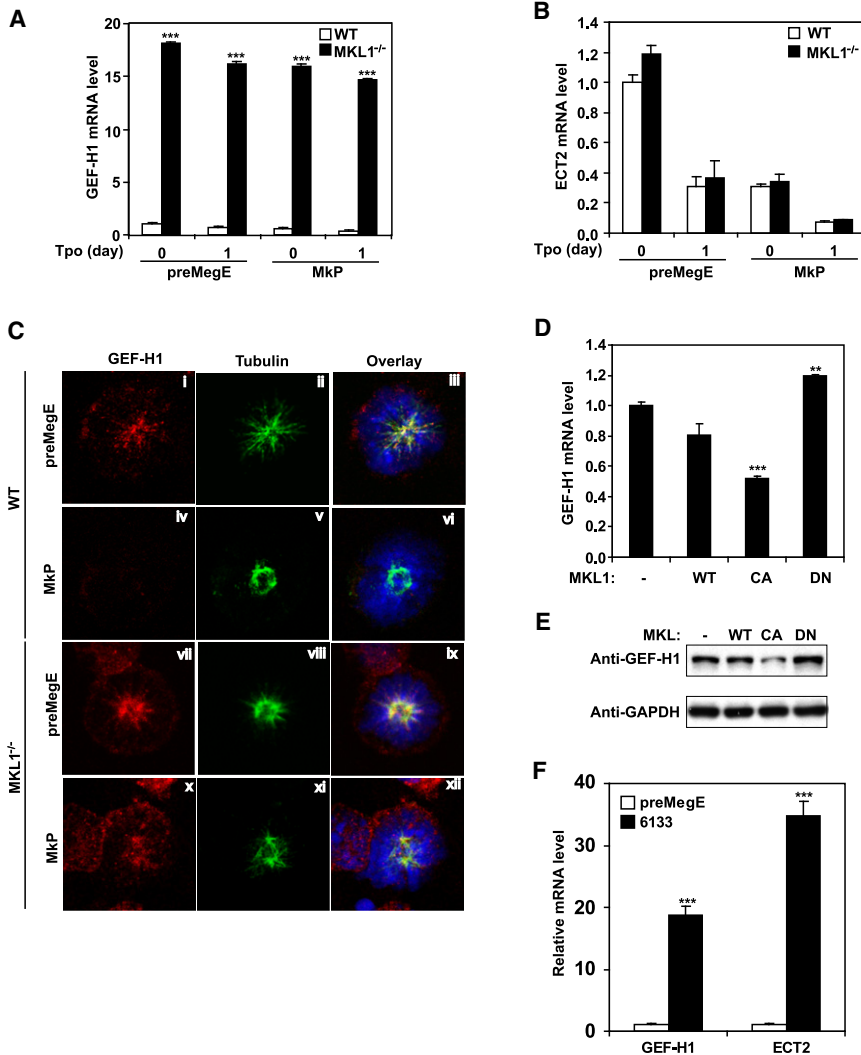 A
GEF-H1 mRNA level
20
15
10
5
0
WT
MKL1-/-
***
***
***
***
Tpo (day) 0 1 0 1
preMegE MkP
B
ECT2 mRNA level
1.4
1.2
1.0
0.8
0.6
0.4
0.2
0.0
WT
MKL1-/-
Tpo (day) 0 1 0 1
preMegE MkP
C
GEF-H1 Tubulin Overlay
WT
preMegE
i ii iii
MkP
iv v vi
MKL1-/-
preMegE
vii viii ix
MkP
x xi xii
D
GEF-H1 mRNA level
1.4
1.2
1.0
0.8
0.6
0.4
0.2
0.0
***
**
MKL1: - WT CA DN
E
MKL: - WT CA DN
Anti-GEF-H1
Anti-GAPDH
F
Relative mRNA level
40
30
20
10
0
preMegE
6133
***
***
GEF-H1 ECT2